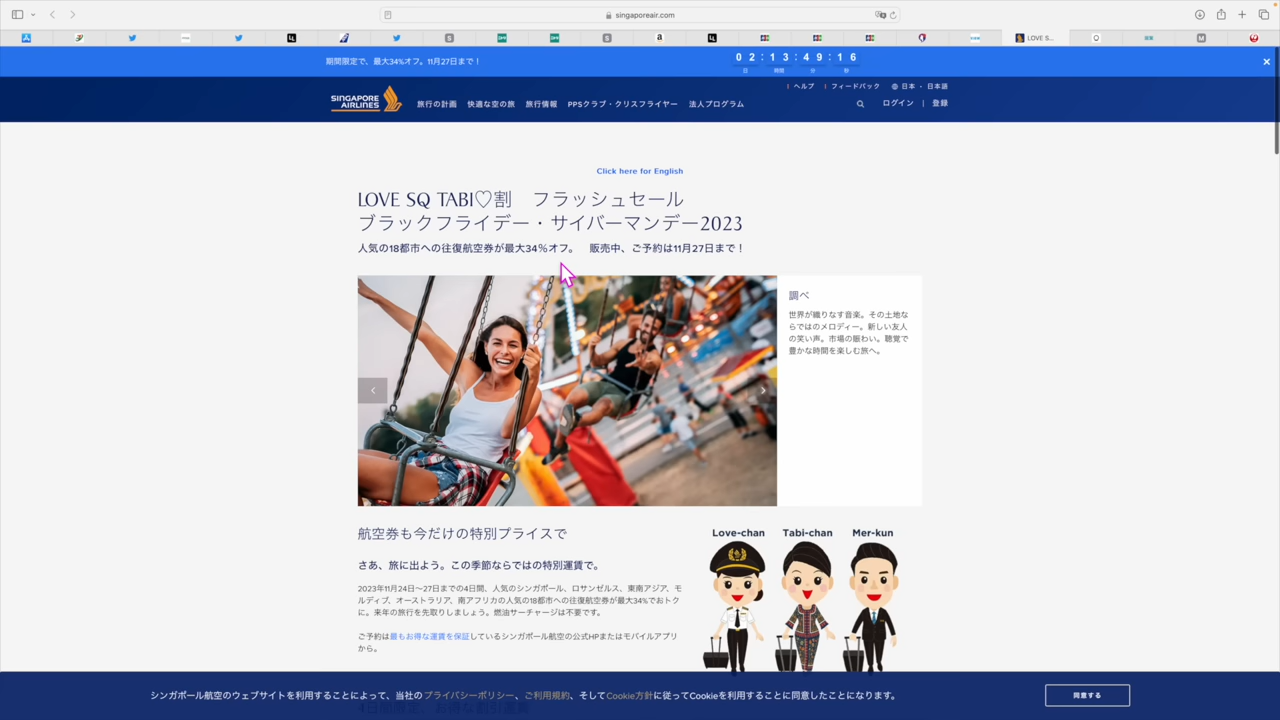 singaporeair.com
LOVE S...
期間限定で、最大34%オフ。11月27日まで！
02:13:49:16
日 時間 分 秒
ヘルプ フィードバック 日本 - 日本語
SINGAPORE AIRLINES
旅行の計画 快適な空の旅 旅行情報 PPSクラブ・クリスフライヤー 法人プログラム
ログイン | 登録
Click here for English
LOVE SQ TABI♡割　フラッシュセール
ブラックフライデー・サイバーマンデー2023
人気の18都市への往復航空券が最大34%オフ。　販売中、ご予約は11月27日まで！
調べ
世界が織りなす音楽。その土地な
らではのメロディー。新しい友人
の笑い声。市場の賑わい。聴覚で
豊かな時間を楽しむ旅へ。
航空券も今だけの特別プライスで
さあ、旅に出よう。この季節ならではの特別運賃で。
2023年11月24日～27日までの4日間、人気のシンガポール、ロサンゼルス、東南アジア、モ
ルディブ、オーストラリア、南アフリカの人気の18都市への往復航空券が最大34%でおトク
に。来年の旅行を先取りしましょう。燃油サーチャージは不要です。
ご予約は最もお得な運賃を保証しているシンガポール航空の公式HPまたはモバイルアプリ
から。
Love-chan Tabi-chan Mer-kun
シンガポール航空のウェブサイトを利用することによって、当社のプライバシーポリシー、ご利用規約、そしてCookie方針に従ってCookieを利用することに同意したことになります。
同意する